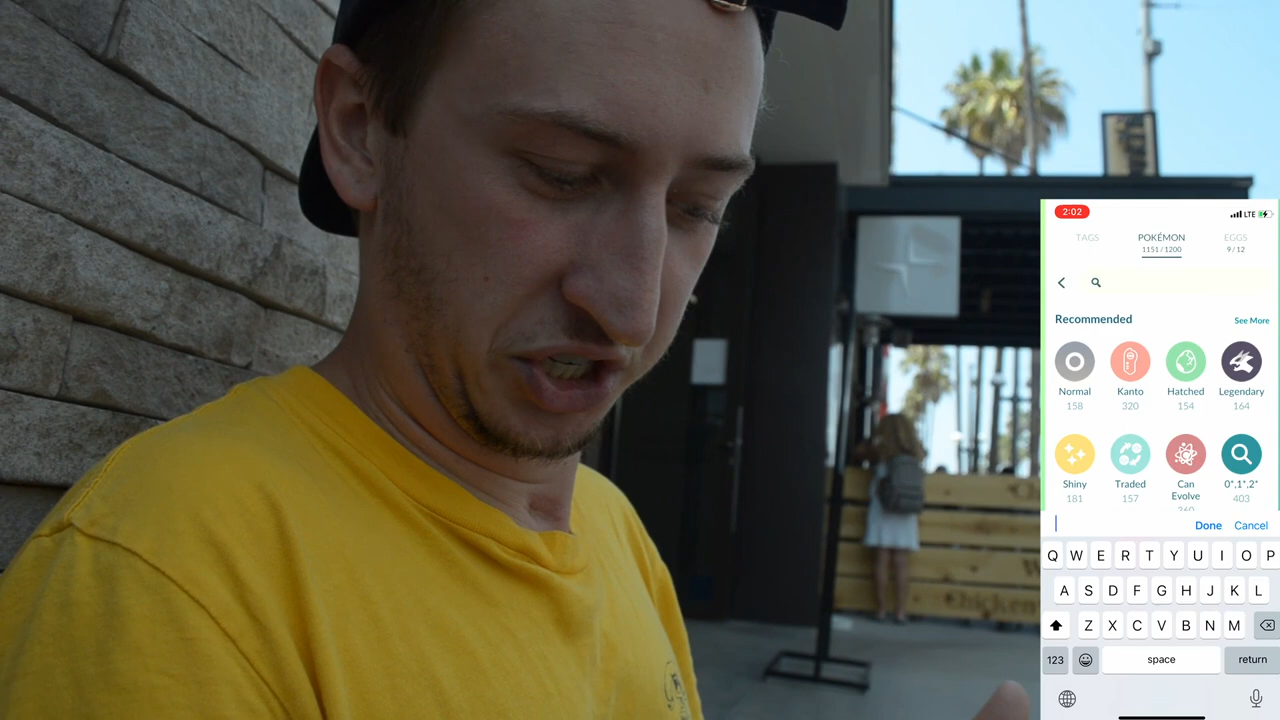 2:02
LTE
TAGS
POKÉMON
EGGS
1151 / 1200
9 / 12
Recommended
See More
Normal
Kanto
Hatched
Legendary
158
320
154
164
Shiny
Traded
Can
Evolve
0*,1*,2*
181
157
403
Done
Cancel
Q W E R T Y U I O P
A S D F G H J K L
Z X C V B N M
123
space
return